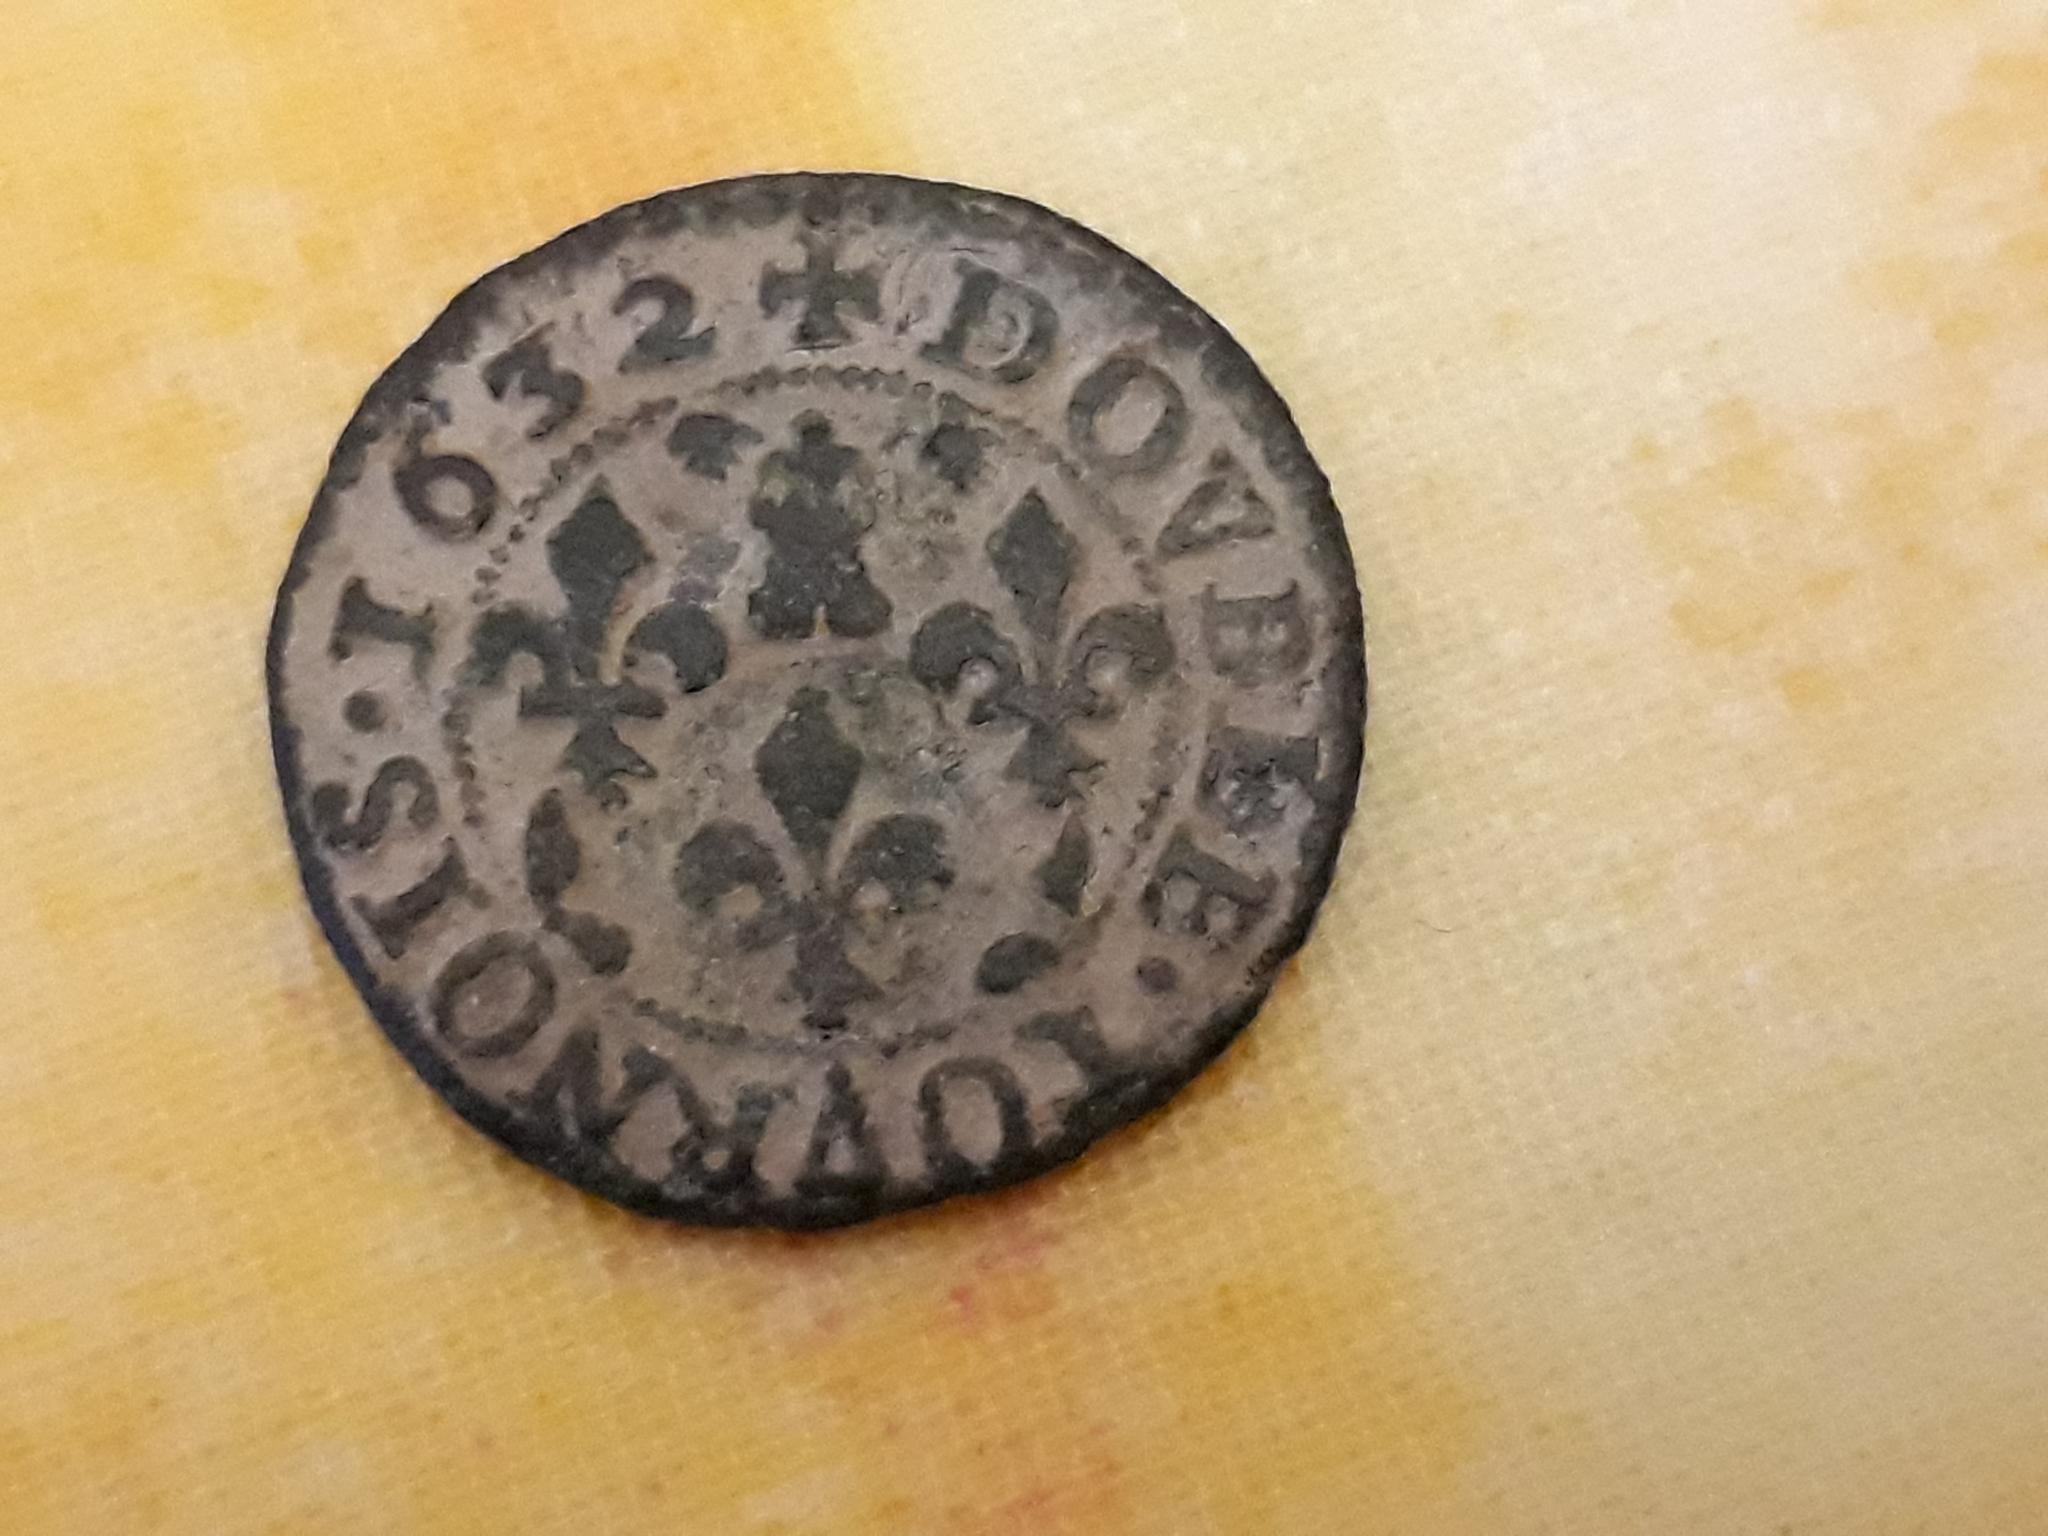 + DOVBLE • TOVRNOIS • 1632